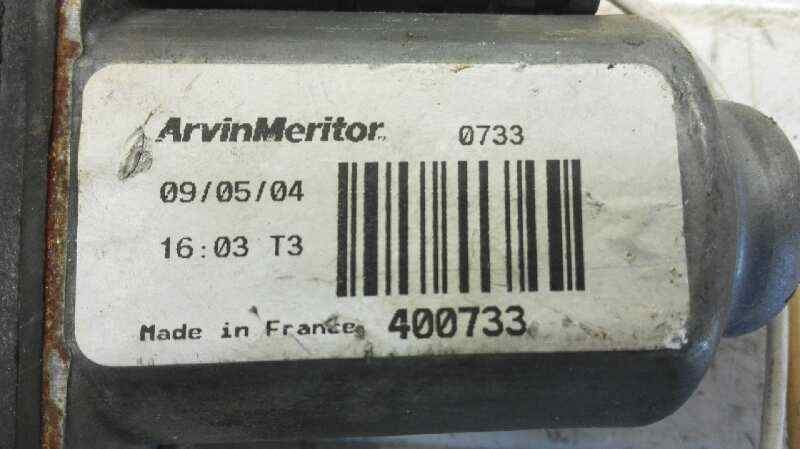 ArvinMeritor 0733
09/05/04
16:03 T3
Made in France 400733